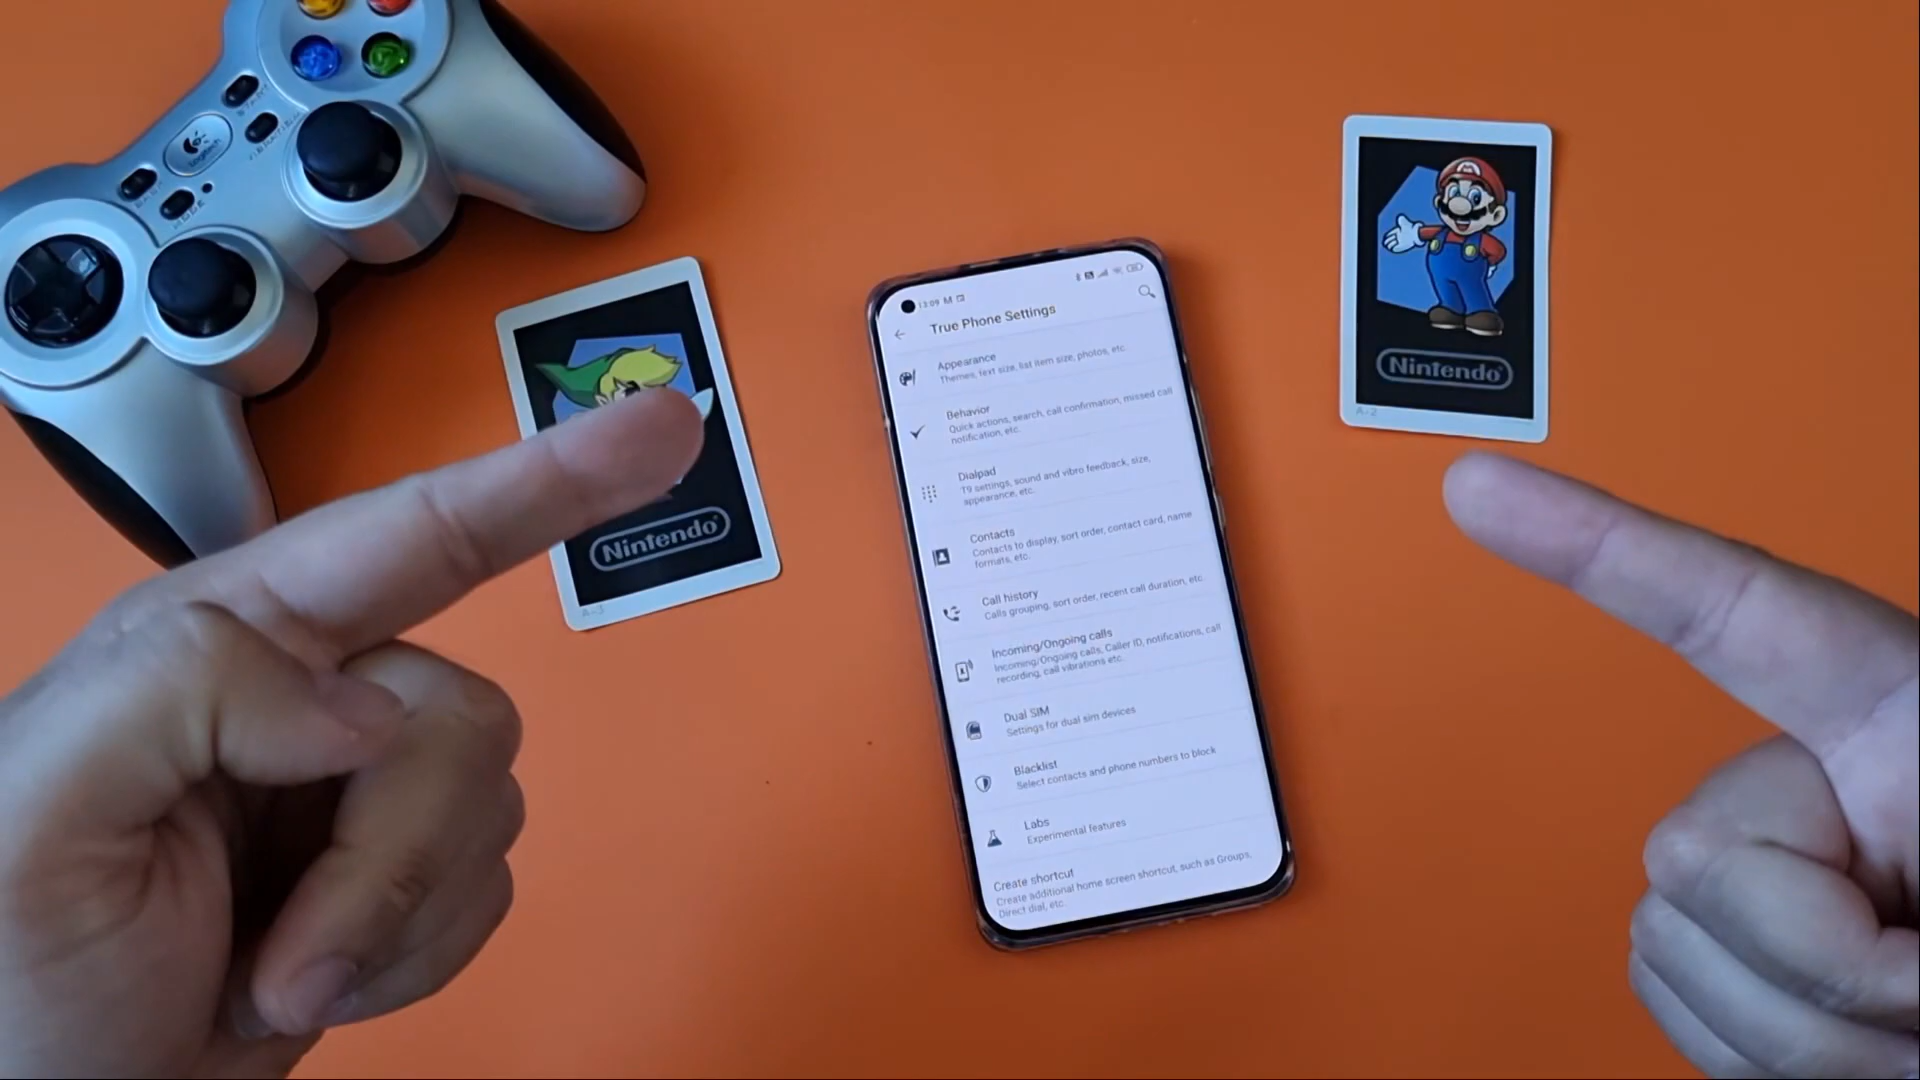 Logitech
MODE
Nintendo
A-3
13:09
True Phone Settings
Appearance
Themes, text size, list item size, photos, etc
Behavior
Quick actions, search, call confirmation, missed call
notification, etc.
Dialpad
T9 settings, sound and vibro feedback, size,
appearance, etc.
Contacts
Contacts to display, sort order, contact card, name
formats, etc.
Call history
Calls grouping, sort order, recent call duration, etc.
Incoming/Ongoing calls
Incoming/Ongoing calls, Caller ID, notifications, call
recording, call vibrations etc.
Dual SIM
Settings for dual sim devices
Blacklist
Select contacts and phone numbers to block
Labs
Experimental features
Create shortcut
Create additional home screen shortcut, such as Groups,
Direct dial, etc.
Nintendo
A-2